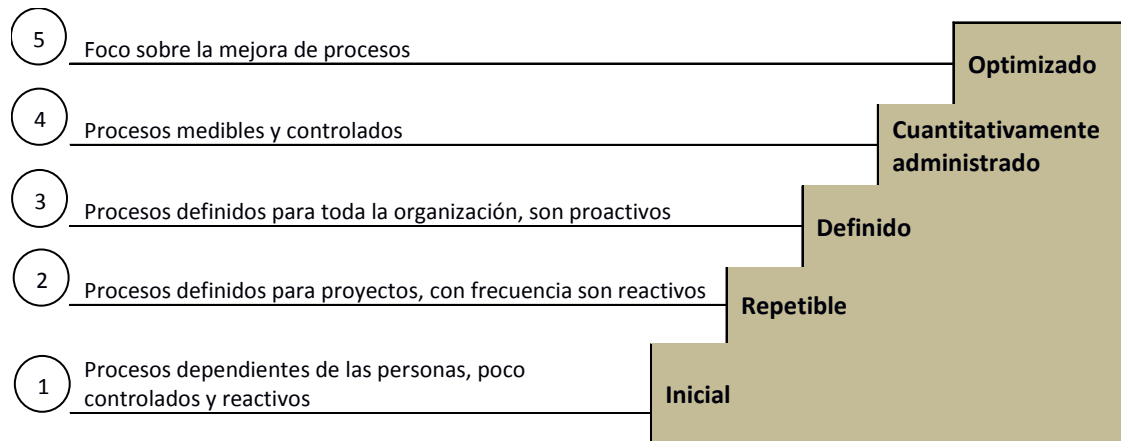 5
Foco sobre la mejora de procesos
Optimizado
4
Procesos medibles y controlados
Cuantitativamente
administrado
3
Procesos definidos para toda la organización, son proactivos
Definido
2
Procesos definidos para proyectos, con frecuencia son reactivos
Repetible
1
Procesos dependientes de las personas, poco
controlados y reactivos
Inicial